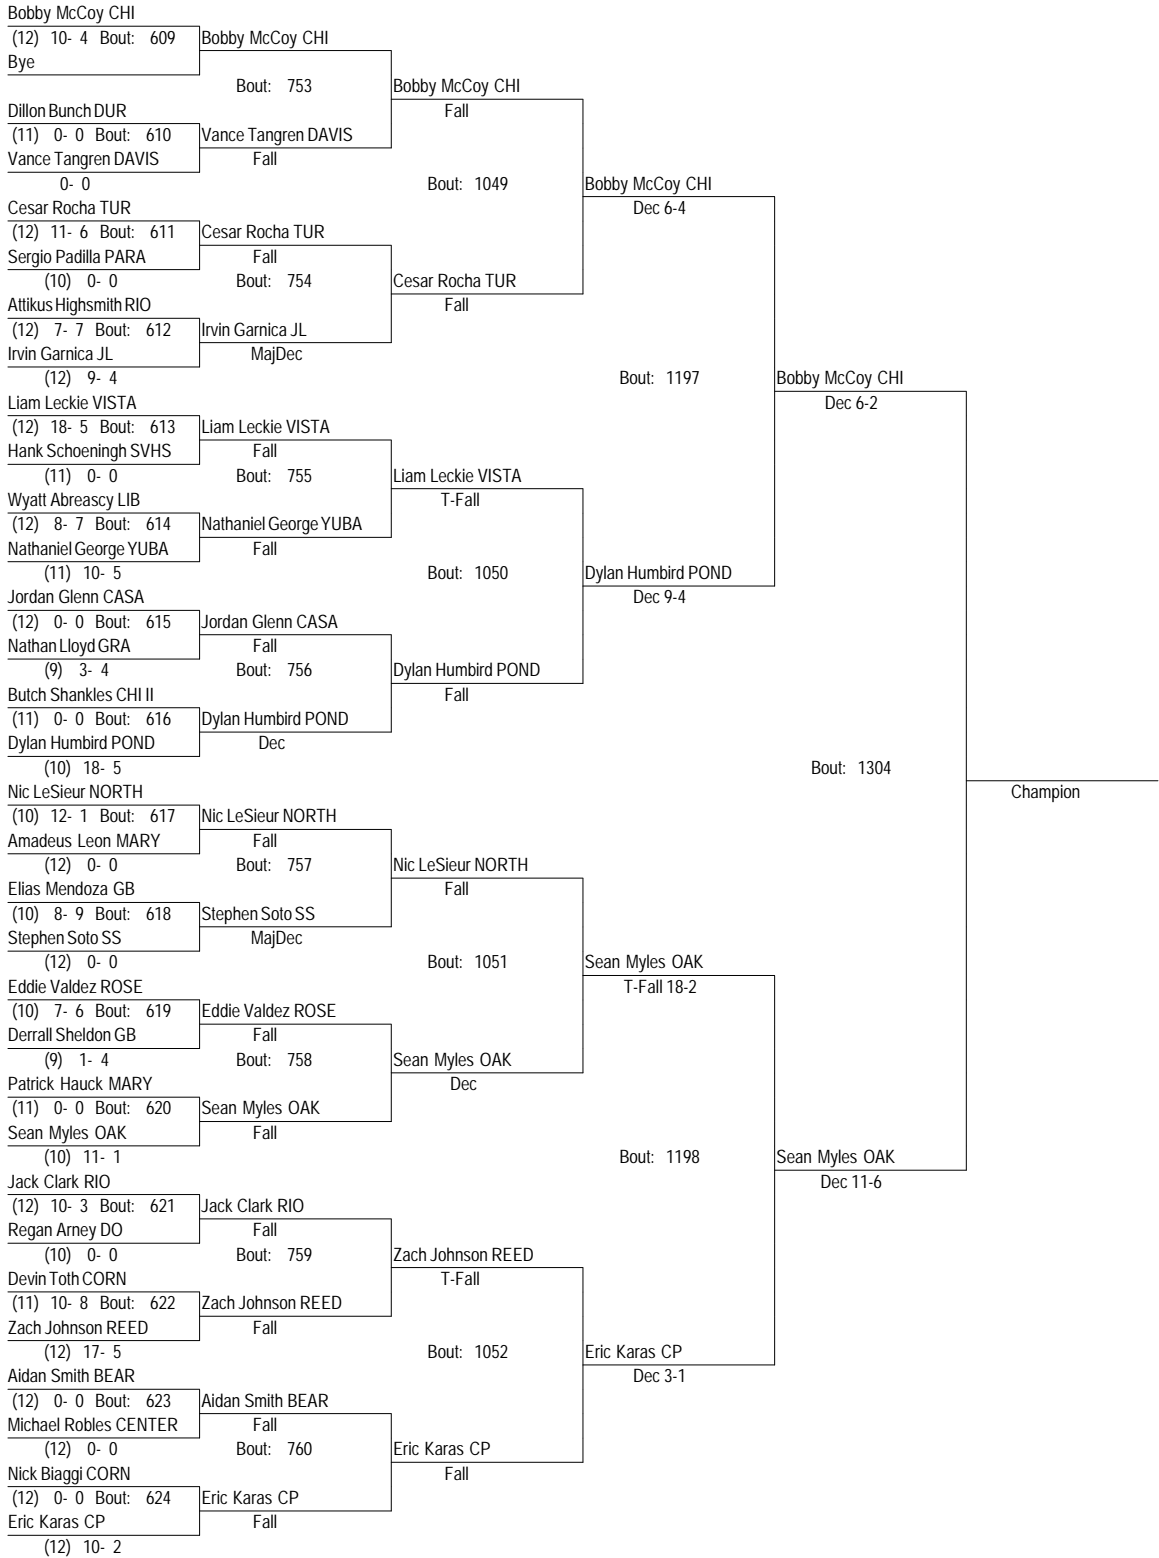 Bobby McCoy CHI
(12) 10- 4 Bout: 609 Bobby McCoy CHI
Bye
Bout: 753 Bobby McCoy CHI
Dillon Bunch DUR Fall
(11) 0- 0 Bout: 610 Vance Tangren DAVIS
Vance Tangren DAVIS Fall
0- 0 Bout: 1049 Bobby McCoy CHI
Cesar Rocha TUR Dec 6-4
(12) 11- 6 Bout: 611 Cesar Rocha TUR
Sergio Padilla PARA Fall
(10) 0- 0 Bout: 754 Cesar Rocha TUR
Attikus Highsmith RIO Fall
(12) 7- 7 Bout: 612 Irvin Garnica JL
Irvin Garnica JL MajDec
(12) 9- 4 Bout: 1197 Bobby McCoy CHI
Liam Leckie VISTA Dec 6-2
(12) 18- 5 Bout: 613 Liam Leckie VISTA
Hank Schoeningh SVHS Fall
(11) 0- 0 Bout: 755 Liam Leckie VISTA
Wyatt Abreascy LIB T-Fall
(12) 8- 7 Bout: 614 Nathaniel George YUBA
Nathaniel George YUBA Fall
(11) 10- 5 Bout: 1050 Dylan Humbird POND
Jordan Glenn CASA Dec 9-4
(12) 0- 0 Bout: 615 Jordan Glenn CASA
Nathan Lloyd GRA Fall
(9) 3- 4 Bout: 756 Dylan Humbird POND
Butch Shankles CHI II Fall
(11) 0- 0 Bout: 616 Dylan Humbird POND
Dylan Humbird POND Dec
(10) 18- 5 Bout: 1304
Nic LeSieur NORTH Champion
(10) 12- 1 Bout: 617 Nic LeSieur NORTH
Amadeus Leon MARY Fall
(12) 0- 0 Bout: 757 Nic LeSieur NORTH
Elias Mendoza GB Fall
(10) 8- 9 Bout: 618 Stephen Soto SS
Stephen Soto SS MajDec
(12) 0- 0 Bout: 1051 Sean Myles OAK
Eddie Valdez ROSE T-Fall 18-2
(10) 7- 6 Bout: 619 Eddie Valdez ROSE
Derrall Sheldon GB Fall
(9) 1- 4 Bout: 758 Sean Myles OAK
Patrick Hauck MARY Dec
(11) 0- 0 Bout: 620 Sean Myles OAK
Sean Myles OAK Fall
(10) 11- 1 Bout: 1198 Sean Myles OAK
Jack Clark RIO Dec 11-6
(12) 10- 3 Bout: 621 Jack Clark RIO
Regan Arney DO Fall
(10) 0- 0 Bout: 759 Zach Johnson REED
Devin Toth CORN T-Fall
(11) 10- 8 Bout: 622 Zach Johnson REED
Zach Johnson REED Fall
(12) 17- 5 Bout: 1052 Eric Karas CP
Aidan Smith BEAR Dec 3-1
(12) 0- 0 Bout: 623 Aidan Smith BEAR
Michael Robles CENTER Fall
(12) 0- 0 Bout: 760 Eric Karas CP
Nick Biaggi CORN Fall
(12) 0- 0 Bout: 624 Eric Karas CP
Eric Karas CP Fall
(12) 10- 2